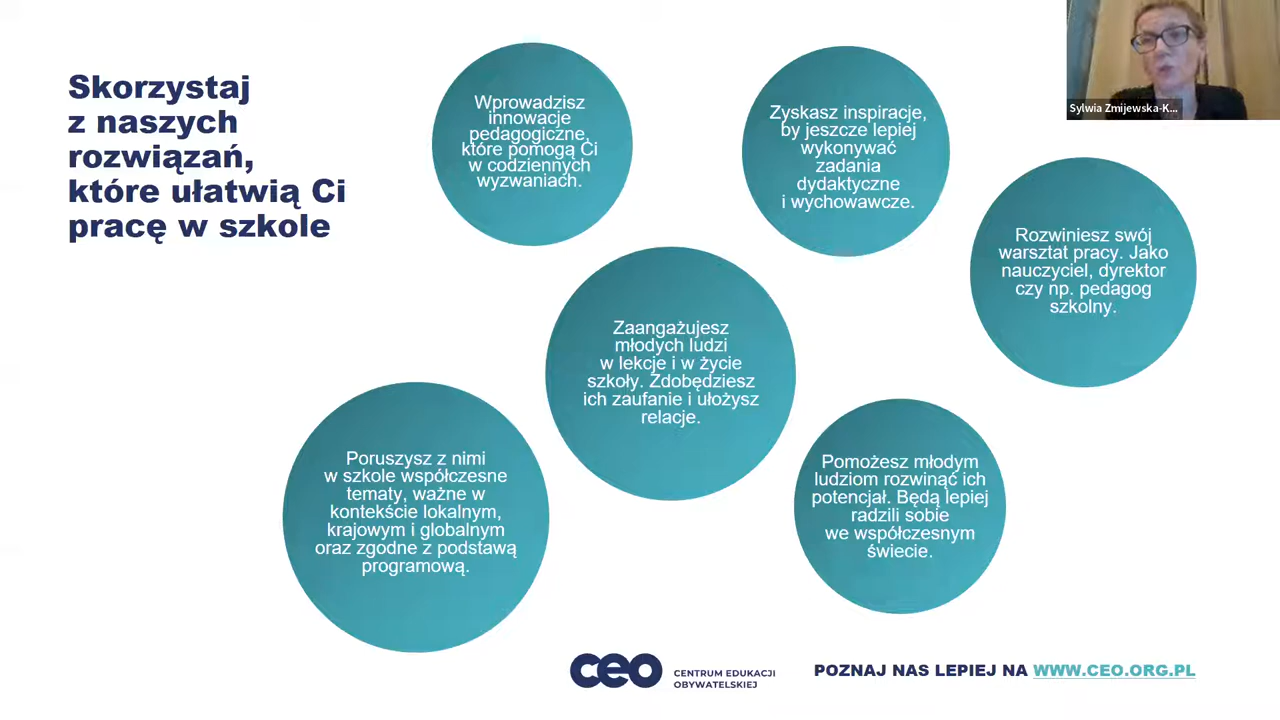 Skorzystaj
z naszych
rozwiązań,
które ułatwią Ci
pracę w szkole
Wprowadzisz
innowacje
pedagogiczne,
które pomogą Ci
w codziennych
wyzwaniach.
Zyskasz inspiracje,
by jeszcze lepiej
wykonywać
zadania
dydaktyczne
i wychowawcze.
Sylwia Zmijewska-K...
Rozwiniesz swój
warsztat pracy. Jako
nauczyciel, dyrektor
czy np. pedagog
szkolny.
Zaangażujesz
młodych ludzi
w lekcje i w życie
szkoły. Zdobędziesz
ich zaufanie i ułożysz
relacje.
Poruszysz z nimi
w szkole współczesne
tematy, ważne w
kontekście lokalnym,
krajowym i globalnym
oraz zgodne z podstawą
programową.
Pomożesz młodym
ludziom rozwinąć ich
potencjał. Będą lepiej
radzili sobie
we współczesnym
świecie.
ceo
CENTRUM EDUKACJI
OBYWATELSKIEJ
POZNAJ NAS LEPIEJ NA WWW.CEO.ORG.PL